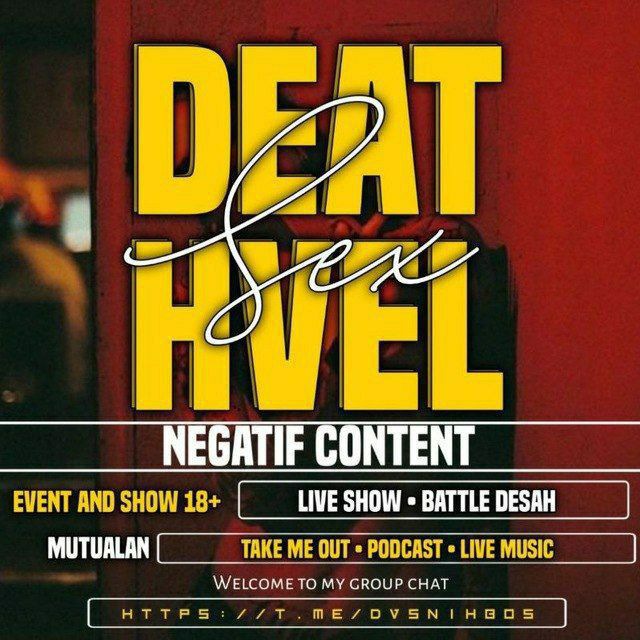 DEAT
Sex
HVEL
NEGATIF CONTENT
EVENT AND SHOW 18+
LIVE SHOW • BATTLE DESAH
MUTUALAN
TAKE ME OUT • PODCAST • LIVE MUSIC
WELCOME TO MY GROUP CHAT
HTTPS://T.ME/DVSNIHBOS